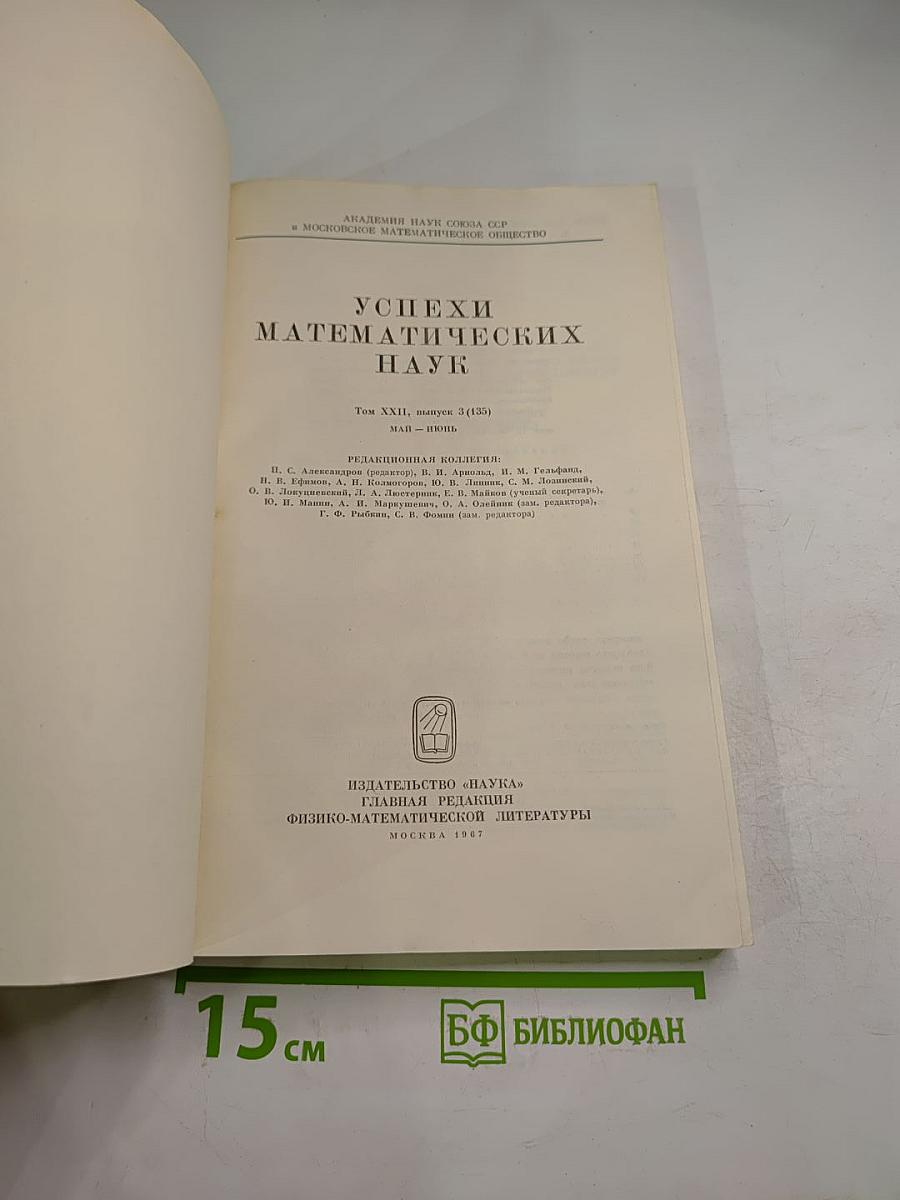 АКАДЕМИЯ НАУК СОЮЗА ССР
и МОСКОВСКОЕ МАТЕМАТИЧЕСКОЕ ОБЩЕСТВО
УСПЕХИ
МАТЕМАТИЧЕСКИХ
НАУК
Том XXII, выпуск 3 (135)
МАЙ — ИЮНЬ
РЕДАКЦИОННАЯ КОЛЛЕГИЯ:
П. С. Александров (редактор), В. И. Арнольд, И. М. Гельфанд,
Н. В. Ефимов, А. Н. Колмогоров, Ю. В. Линник, С. М. Лозинский,
О. В. Локуциевский, Л. А. Люстерник, Е. В. Майков (ученый секретарь),
Ю. И. Манин, А. И. Маркушевич, О. А. Олейник (зам. редактора),
Г. Ф. Рыбкин, С. В. Фомин (зам. редактора)
ИЗДАТЕЛЬСТВО «НАУКА»
ГЛАВНАЯ РЕДАКЦИЯ
ФИЗИКО-МАТЕМАТИЧЕСКОЙ ЛИТЕРАТУРЫ
МОСКВА 1967
15 см
БФ БИБЛИОФАН